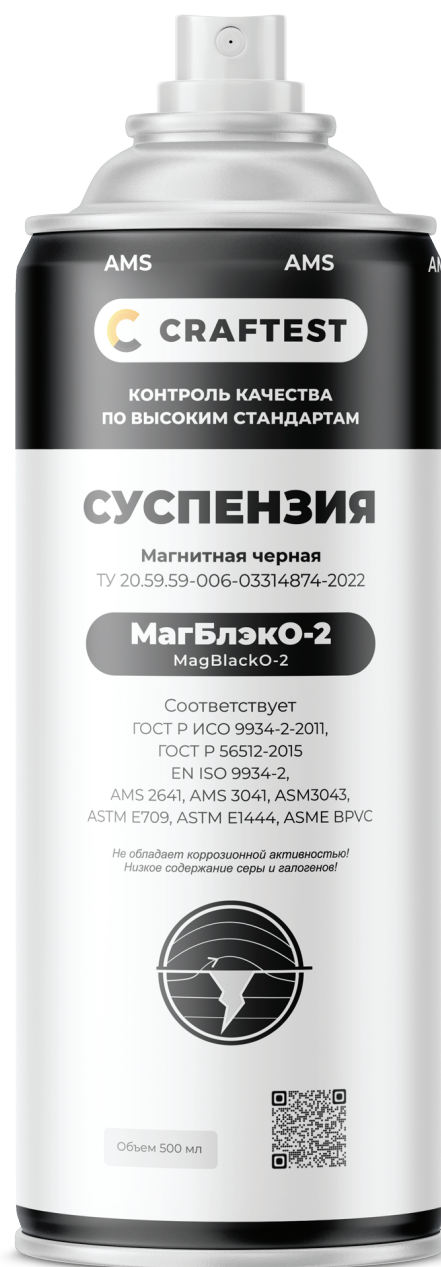 AMS AMS AM
CRAFTEST
КОНТРОЛЬ КАЧЕСТВА
ПО ВЫСОКИМ СТАНДАРТАМ
СУСПЕНЗИЯ
Магнитная черная
ТУ 20.59.59-006-03314874-2022
МагБлэкО-2
MagBlackO-2
Соответствует
ГОСТ Р ИСО 9934-2-2011,
ГОСТ Р 56512-2015
EN ISO 9934-2,
AMS 2641, AMS 3041, ASM3043,
ASTM E709, ASTM E1444, ASME BPVC
Не обладает коррозионной активностью!
Низкое содержание серы и галогенов!
Объем 500 мл